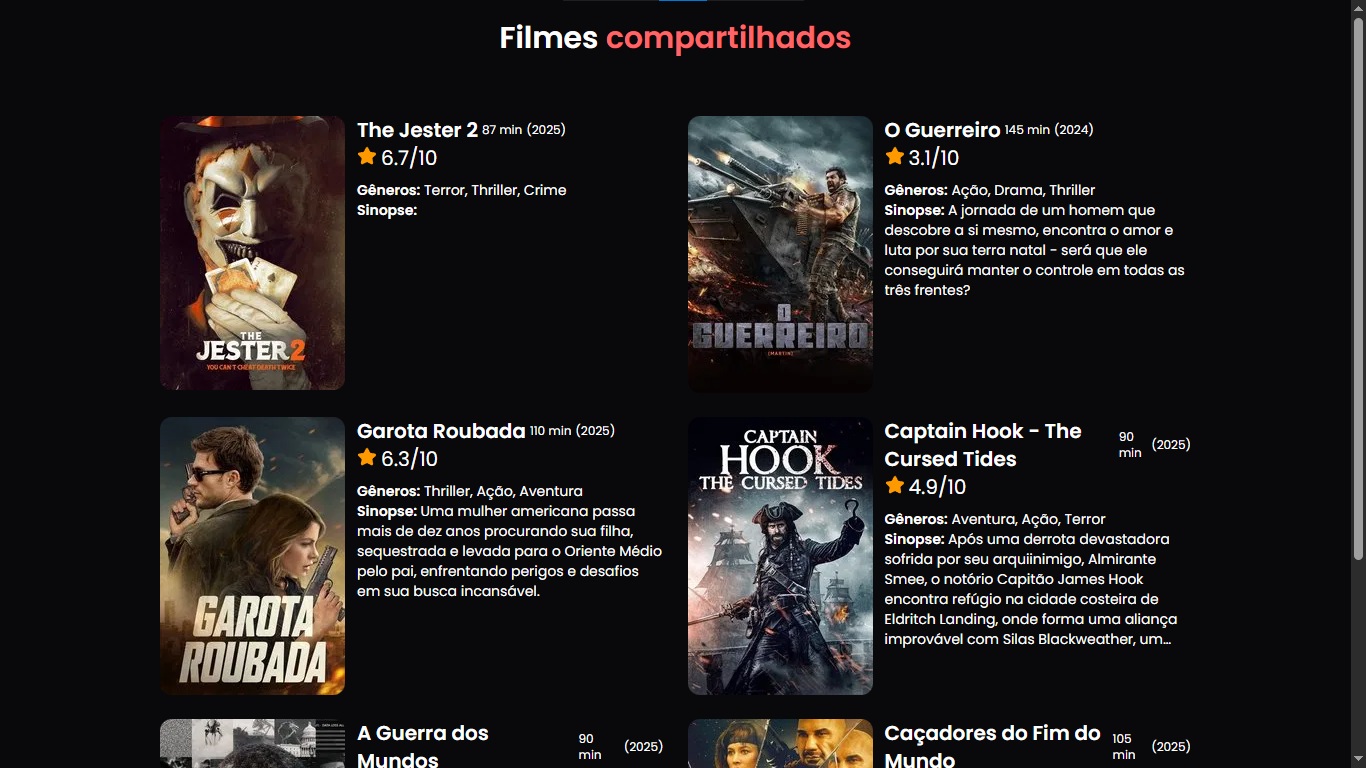 Filmes compartilhados
The Jester 2 87 min (2025)
6.7/10
Gêneros: Terror, Thriller, Crime
Sinopse:
THE
JESTER 2
YOU CAN'T CHEAT DEATH TWICE
O Guerreiro 145 min (2024)
3.1/10
Gêneros: Ação, Drama, Thriller
Sinopse: A jornada de um homem que
descobre a si mesmo, encontra o amor e
luta por sua terra natal - será que ele
conseguirá manter o controle em todas as
três frentes?
O
GUERREIRO
(MARTIN)
Garota Roubada 110 min (2025)
6.3/10
Gêneros: Thriller, Ação, Aventura
Sinopse: Uma mulher americana passa
mais de dez anos procurando sua filha,
sequestrada e levada para o Oriente Médio
pelo pai, enfrentando perigos e desafios
em sua busca incansável.
GAROTA
ROUBADA
CAPTAIN
HOOK
THE CURSED TIDES
Captain Hook - The
Cursed Tides
90
min
(2025)
4.9/10
Gêneros: Aventura, Ação, Terror
Sinopse: Após uma derrota devastadora
sofrida por seu arquiinimigo, Almirante
Smee, o notório Capitão James Hook
encontra refúgio na cidade costeira de
Eldritch Landing, onde forma uma aliança
improvável com Silas Blackweather, um…
A Guerra dos
Mundos
90
min
(2025)
Caçadores do Fim do
Mundo
105
min
(2025)